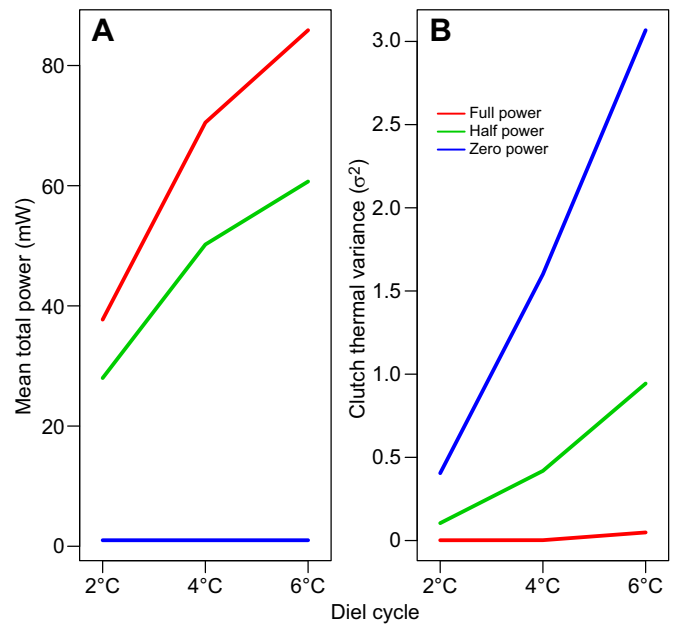 A
Mean total power (mW)
80
60
40
20
0
2°C
4°C
6°C
B
Clutch thermal variance (σ²)
3.0
2.5
2.0
1.5
1.0
0.5
0
Full power
Half power
Zero power
2°C
4°C
6°C
Diel cycle